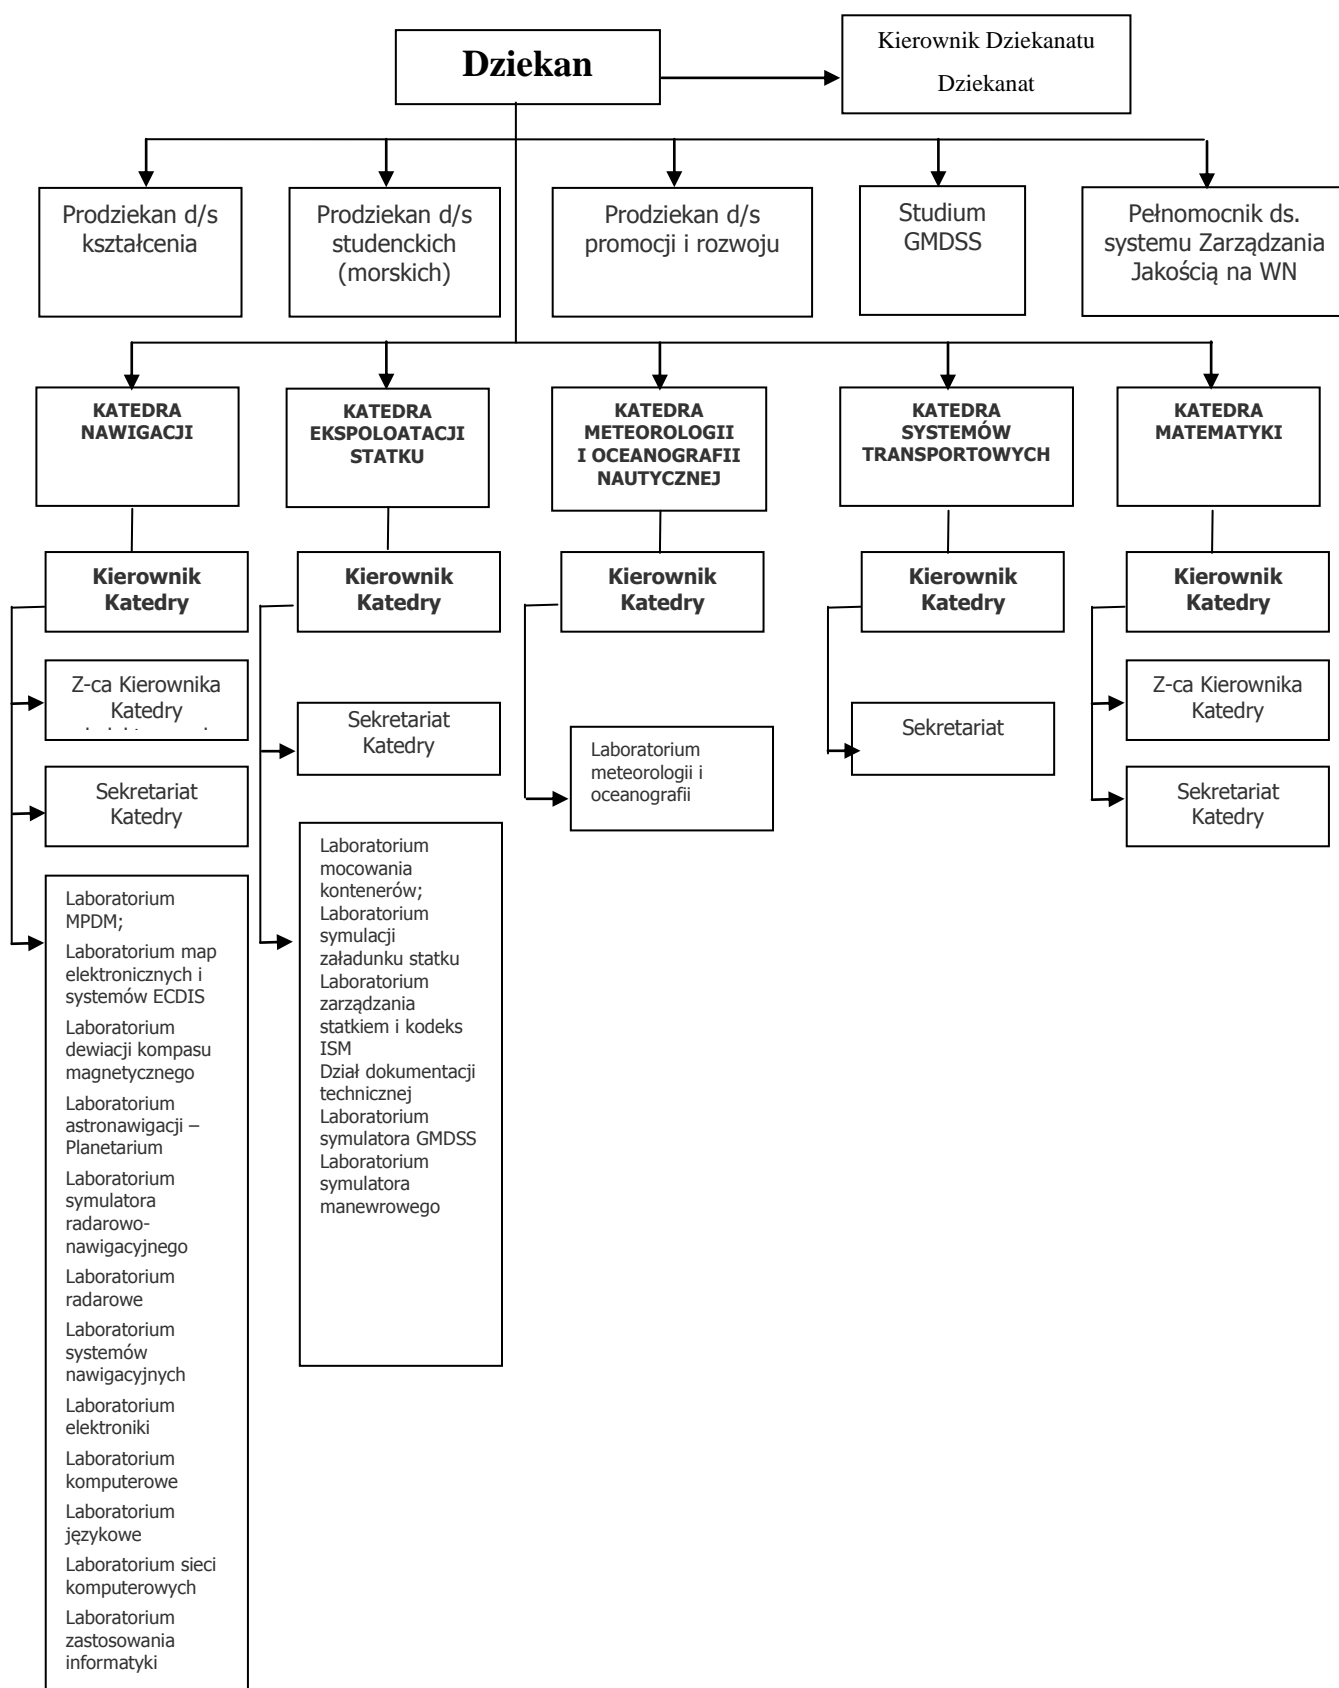 Dziekan
Kierownik Dziekanatu
Dziekanat
Prodziekan d/s
kształcenia
Prodziekan d/s
studenckich
(morskich)
Prodziekan d/s
promocji i rozwoju
Studium
GMDSS
Pełnomocnik ds.
systemu Zarządzania
Jakością na WN
KATEDRA
NAWIGACJI
KATEDRA
EKSPOLOATACJI
STATKU
KATEDRA
METEOROLOGII
I OCEANOGRAFII
NAUTYCZNEJ
KATEDRA
SYSTEMÓW
TRANSPORTOWYCH
KATEDRA
MATEMATYKI
Kierownik
Katedry
Kierownik
Katedry
Kierownik
Katedry
Kierownik
Katedry
Kierownik
Katedry
Z-ca Kierownika
Katedry
Sekretariat
Katedry
Laboratorium
MPDM;
Laboratorium map
elektronicznych i
systemów ECDIS
Laboratorium
dewiacji kompasu
magnetycznego
Laboratorium
astronawigacji –
Planetarium
Laboratorium
symulatora
radarowo-
nawigacyjnego
Laboratorium
radarowe
Laboratorium
systemów
nawigacyjnych
Laboratorium
elektroniki
Laboratorium
komputerowe
Laboratorium
językowe
Laboratorium sieci
komputerowych
Laboratorium
zastosowania
informatyki
Sekretariat
Katedry
Laboratorium
mocowania
kontenerów;
Laboratorium
symulacji
załadunku statku
Laboratorium
zarządzania
statkiem i kodeks
ISM
Dział dokumentacji
technicznej
Laboratorium
symulatora GMDSS
Laboratorium
symulatora
manewrowego
Laboratorium
meteorologii i
oceanografii
Sekretariat
Z-ca Kierownika
Katedry
Sekretariat
Katedry